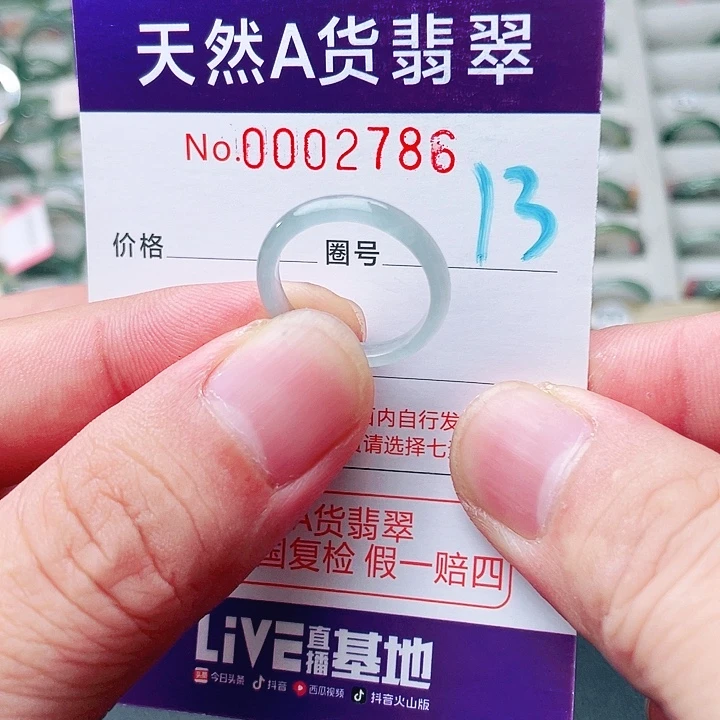 天然A货翡翠
No.0002786
13
价格 圈号
内自行发
请选择七
A货翡翠
国复检 假一赔四
LiVE直播基地
头条 今日头条 抖音 西瓜视频 抖音火山版